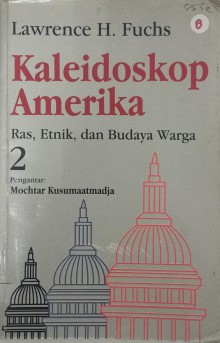 Lawrence H. Fuchs
Kaleidoskop
Amerika
Ras, Etnik, dan Budaya Warga
2
Pengantar:
Mochtar Kusumaatmadja